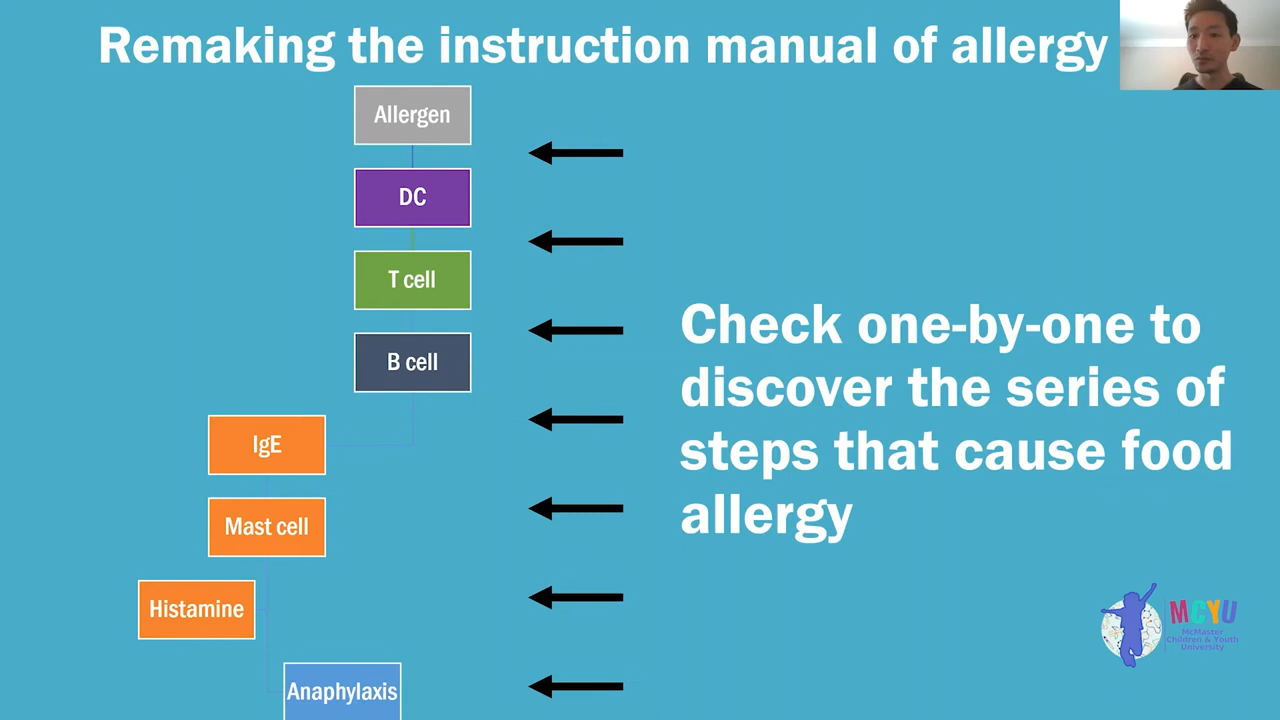 Remaking the instruction manual of allergy
Allergen
DC
T cell
B cell
IgE
Mast cell
Histamine
Anaphylaxis
Check one-by-one to
discover the series of
steps that cause food
allergy
MCYU
McMaster
Children & Youth
University